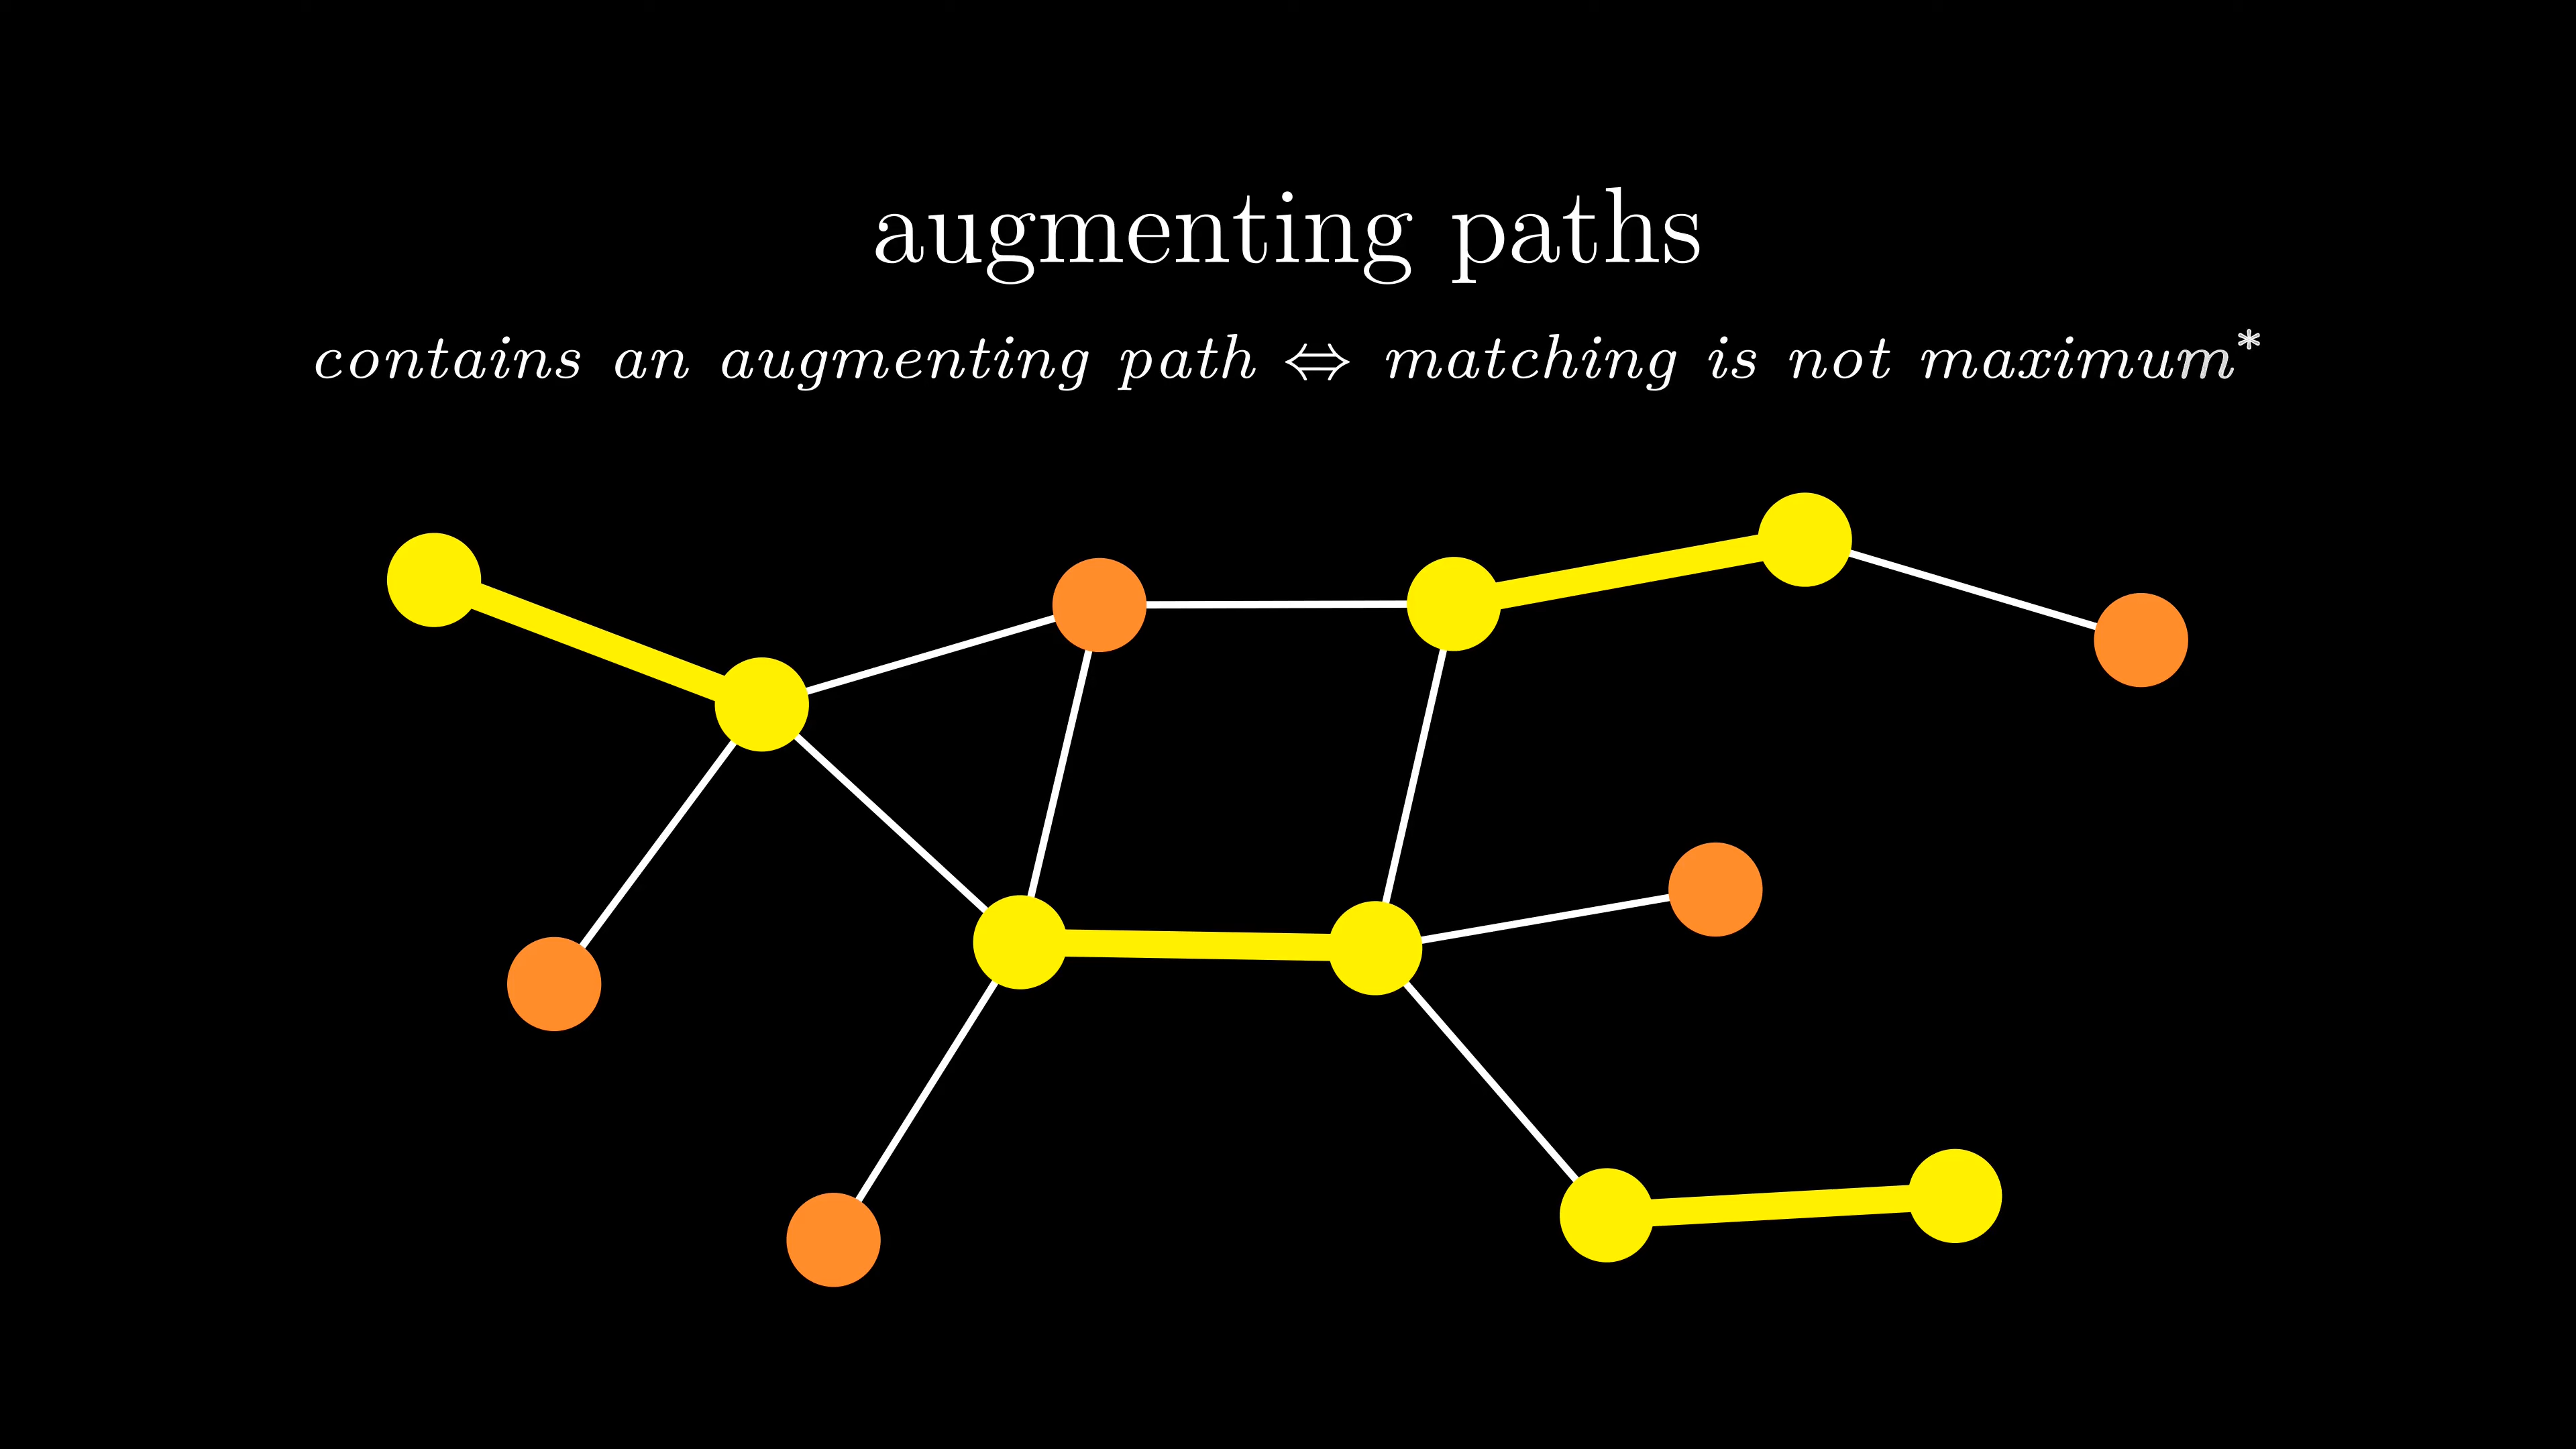 augmenting paths
contains an augmenting path ⇔ matching is not maximum*